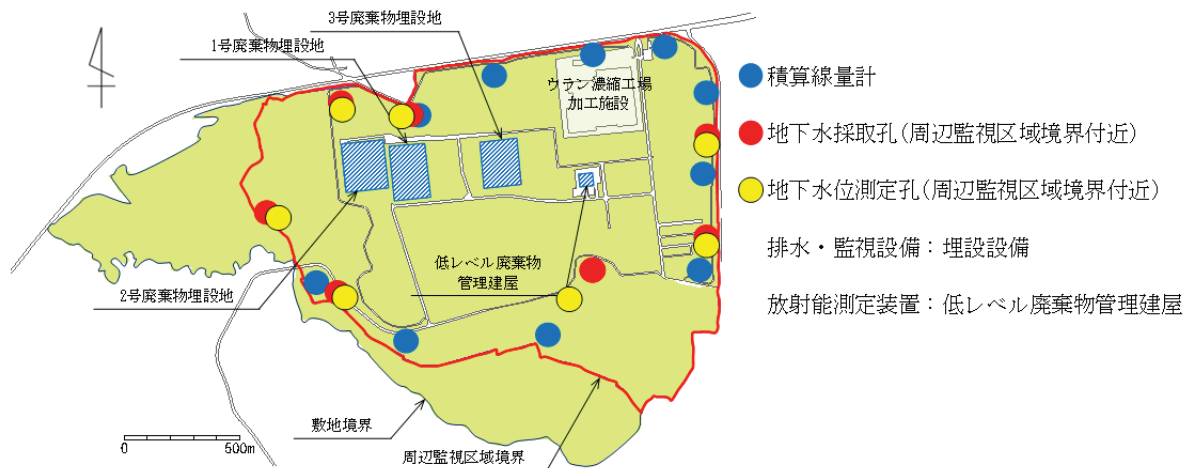 3号廃棄物埋設地
1号廃棄物埋設地
ウラン濃縮工場
加工施設
積算線量計
地下水採取孔(周辺監視区域境界付近)
地下水位測定孔(周辺監視区域境界付近)
排水・監視設備：埋設設備
放射能測定装置：低レベル廃棄物管理建屋
低レベル廃棄物
管理建屋
2号廃棄物埋設地
敷地境界
周辺監視区域境界
0 500m